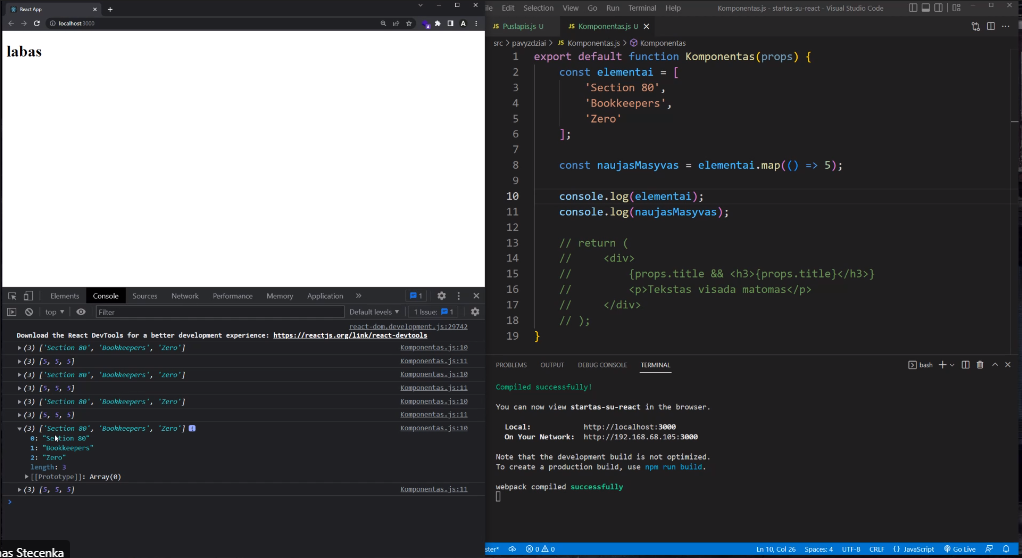 React App
localhost:3000
labas
Elements Console Sources Network Performance Memory Application » 1
top Filter Default levels 1 Issue: 1
react-dom.development.js:29742
Download the React DevTools for a better development experience: https://reactjs.org/link/react-devtools
(3) ['Section 80', 'Bookkeepers', 'Zero'] Komponentas.js:10
(3) [5, 5, 5] Komponentas.js:11
(3) ['Section 80', 'Bookkeepers', 'Zero'] Komponentas.js:10
(3) [5, 5, 5] Komponentas.js:11
(3) ['Section 80', 'Bookkeepers', 'Zero'] Komponentas.js:10
(3) [5, 5, 5] Komponentas.js:11
(3) ['Section 80', 'Bookkeepers', 'Zero'] Komponentas.js:10
0: "Section 80"
1: "Bookkeepers"
2: "Zero"
length: 3
[[Prototype]]: Array(0)
(3) [5, 5, 5] Komponentas.js:11
nas Stecenka
Edit Selection View Go Run Terminal Help Komponentas.js - startas-su-react - Visual Studio Code
Puslapis.js U Komponentas.js U
src > pavyzdziai > Komponentas.js > Komponentas
1 export default function Komponentas(props) {
2 const elementai = [
3 'Section 80',
4 'Bookkeepers',
5 'Zero'
6 ];
7
8 const naujasMasyvas = elementai.map(() => 5);
9
10 console.log(elementai);
11 console.log(naujasMasyvas);
12
13 // return (
14 // <div>
15 // {props.title && <h3>{props.title}</h3>}
16 // <p>Tekstas visada matomas</p>
17 // </div>
18 // );
19 }
PROBLEMS OUTPUT DEBUG CONSOLE TERMINAL bash
Compiled successfully!
You can now view startas-su-react in the browser.
Local: http://localhost:3000
On Your Network: http://192.168.68.105:3000
Note that the development build is not optimized.
To create a production build, use npm run build.
webpack compiled successfully
ster* 0 0 Ln 10, Col 26 Spaces: 4 UTF-8 CRLF JavaScript Go Live